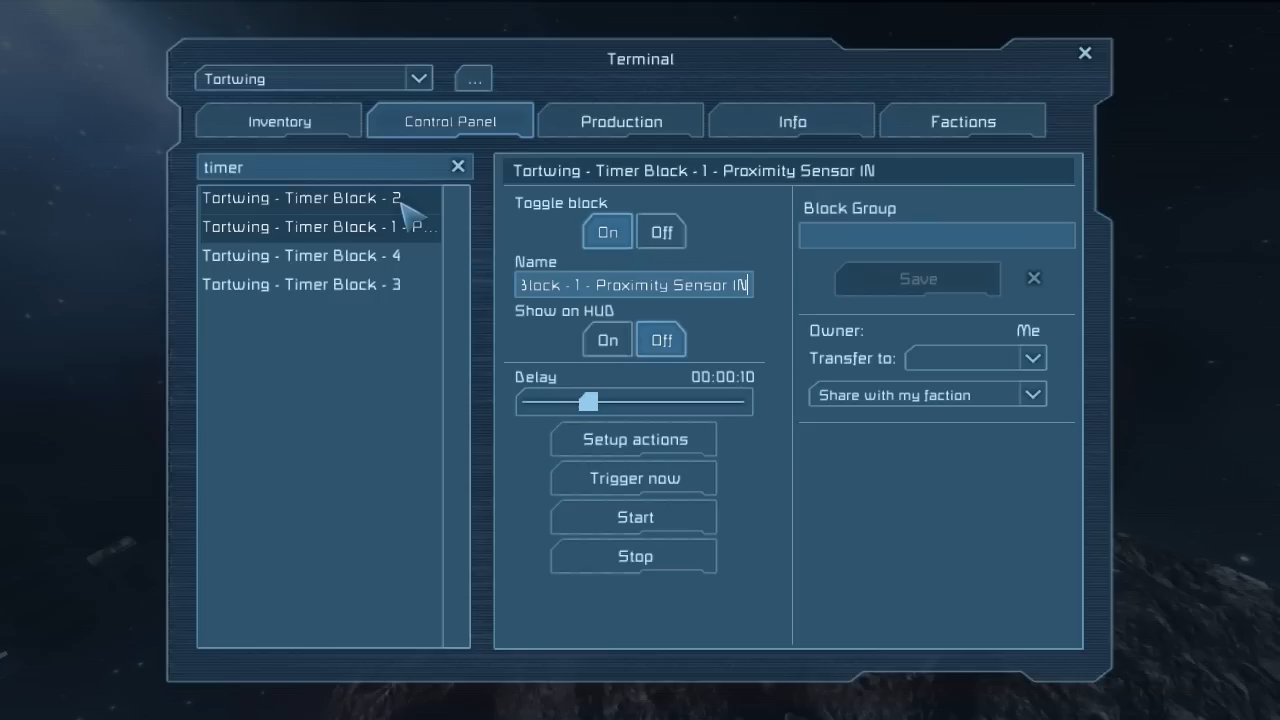 Terminal
Tortwing
...
Inventory
Control Panel
Production
Info
Factions
timer
Tortwing - Timer Block - 2
Tortwing - Timer Block - 1 - P...
Tortwing - Timer Block - 4
Tortwing - Timer Block - 3
Tortwing - Timer Block - 1 - Proximity Sensor IN
Toggle block
On
Off
Name
Block - 1 - Proximity Sensor IN
Show on HUD
On
Off
Delay
00:00:10
Setup actions
Trigger now
Start
Stop
Block Group
Save
Owner:
Me
Transfer to:
Share with my faction